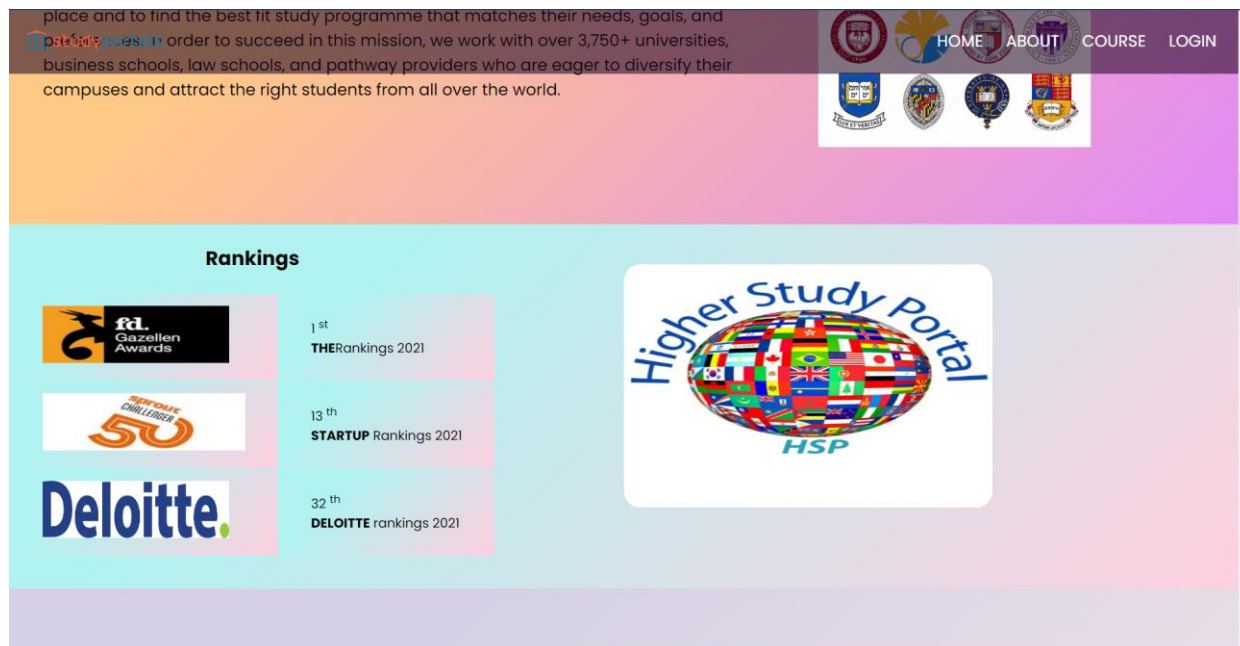 place and to find the best fit study programme that matches their needs, goals, and
order to succeed in this mission, we work with over 3,750+ universities,
business schools, law schools, and pathway providers who are eager to diversify their
campuses and attract the right students from all over the world.
HOME ABOUT COURSE LOGIN
LUX ET VERITAS
Rankings
fd.
Gazellen
Awards
1 st
THERankings 2021
sprout
CHALLENGER
50
13 th
STARTUP Rankings 2021
Deloitte.
32 th
DELOITTE rankings 2021
Higher Study Portal
HSP